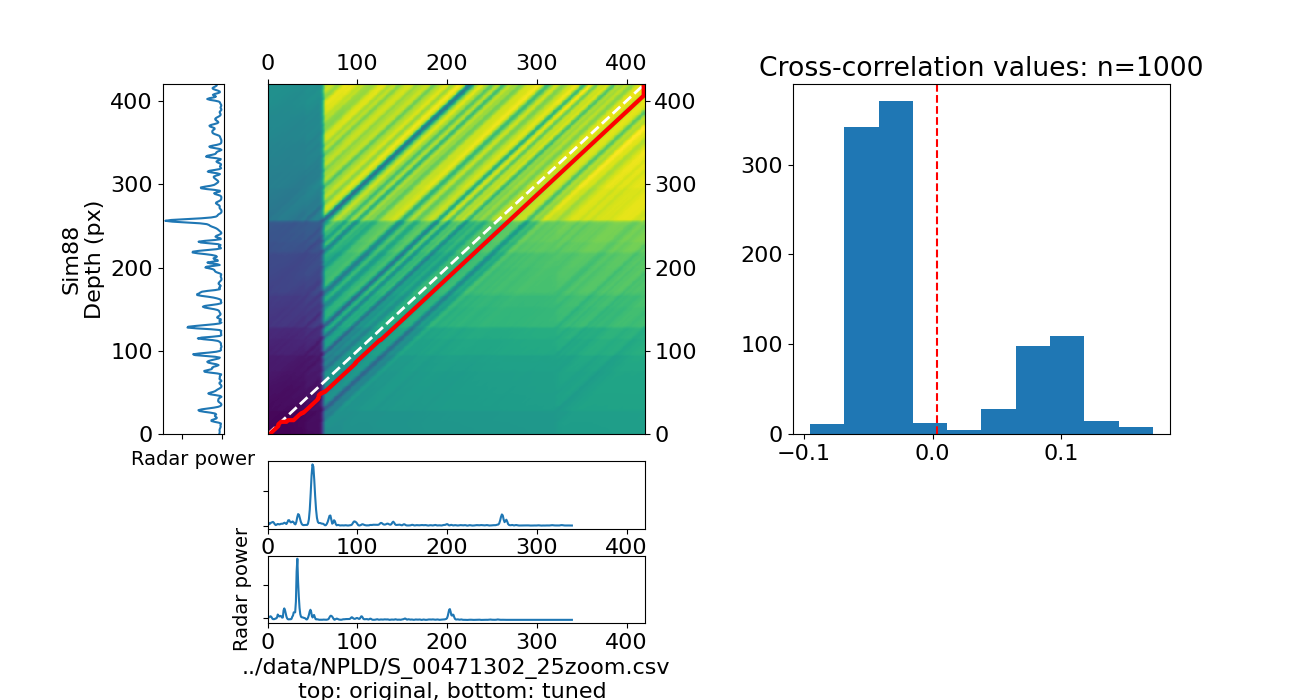 0 100 200 300 400
Cross-correlation values: n=1000
400 400
300 300 300
200 200 200
100 100 100
0 0 0
Sim88
Depth (px)
−0.1 0.0 0.1
Radar power
0 100 200 300 400
Radar power
0 100 200 300 400
../data/NPLD/S_00471302_25zoom.csv
top: original, bottom: tuned